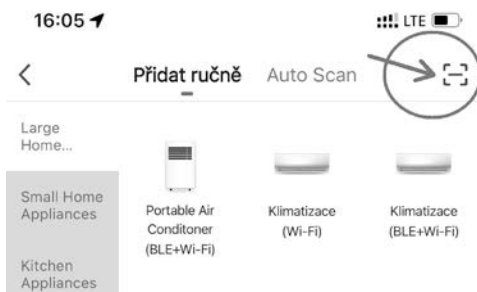 16:05 LTE
Přidat ručně Auto Scan
Large
Home...
Small Home
Appliances
Kitchen
Appliances
Portable Air
Conditoner
(BLE+Wi-Fi)
Klimatizace
(Wi-Fi)
Klimatizace
(BLE+Wi-Fi)